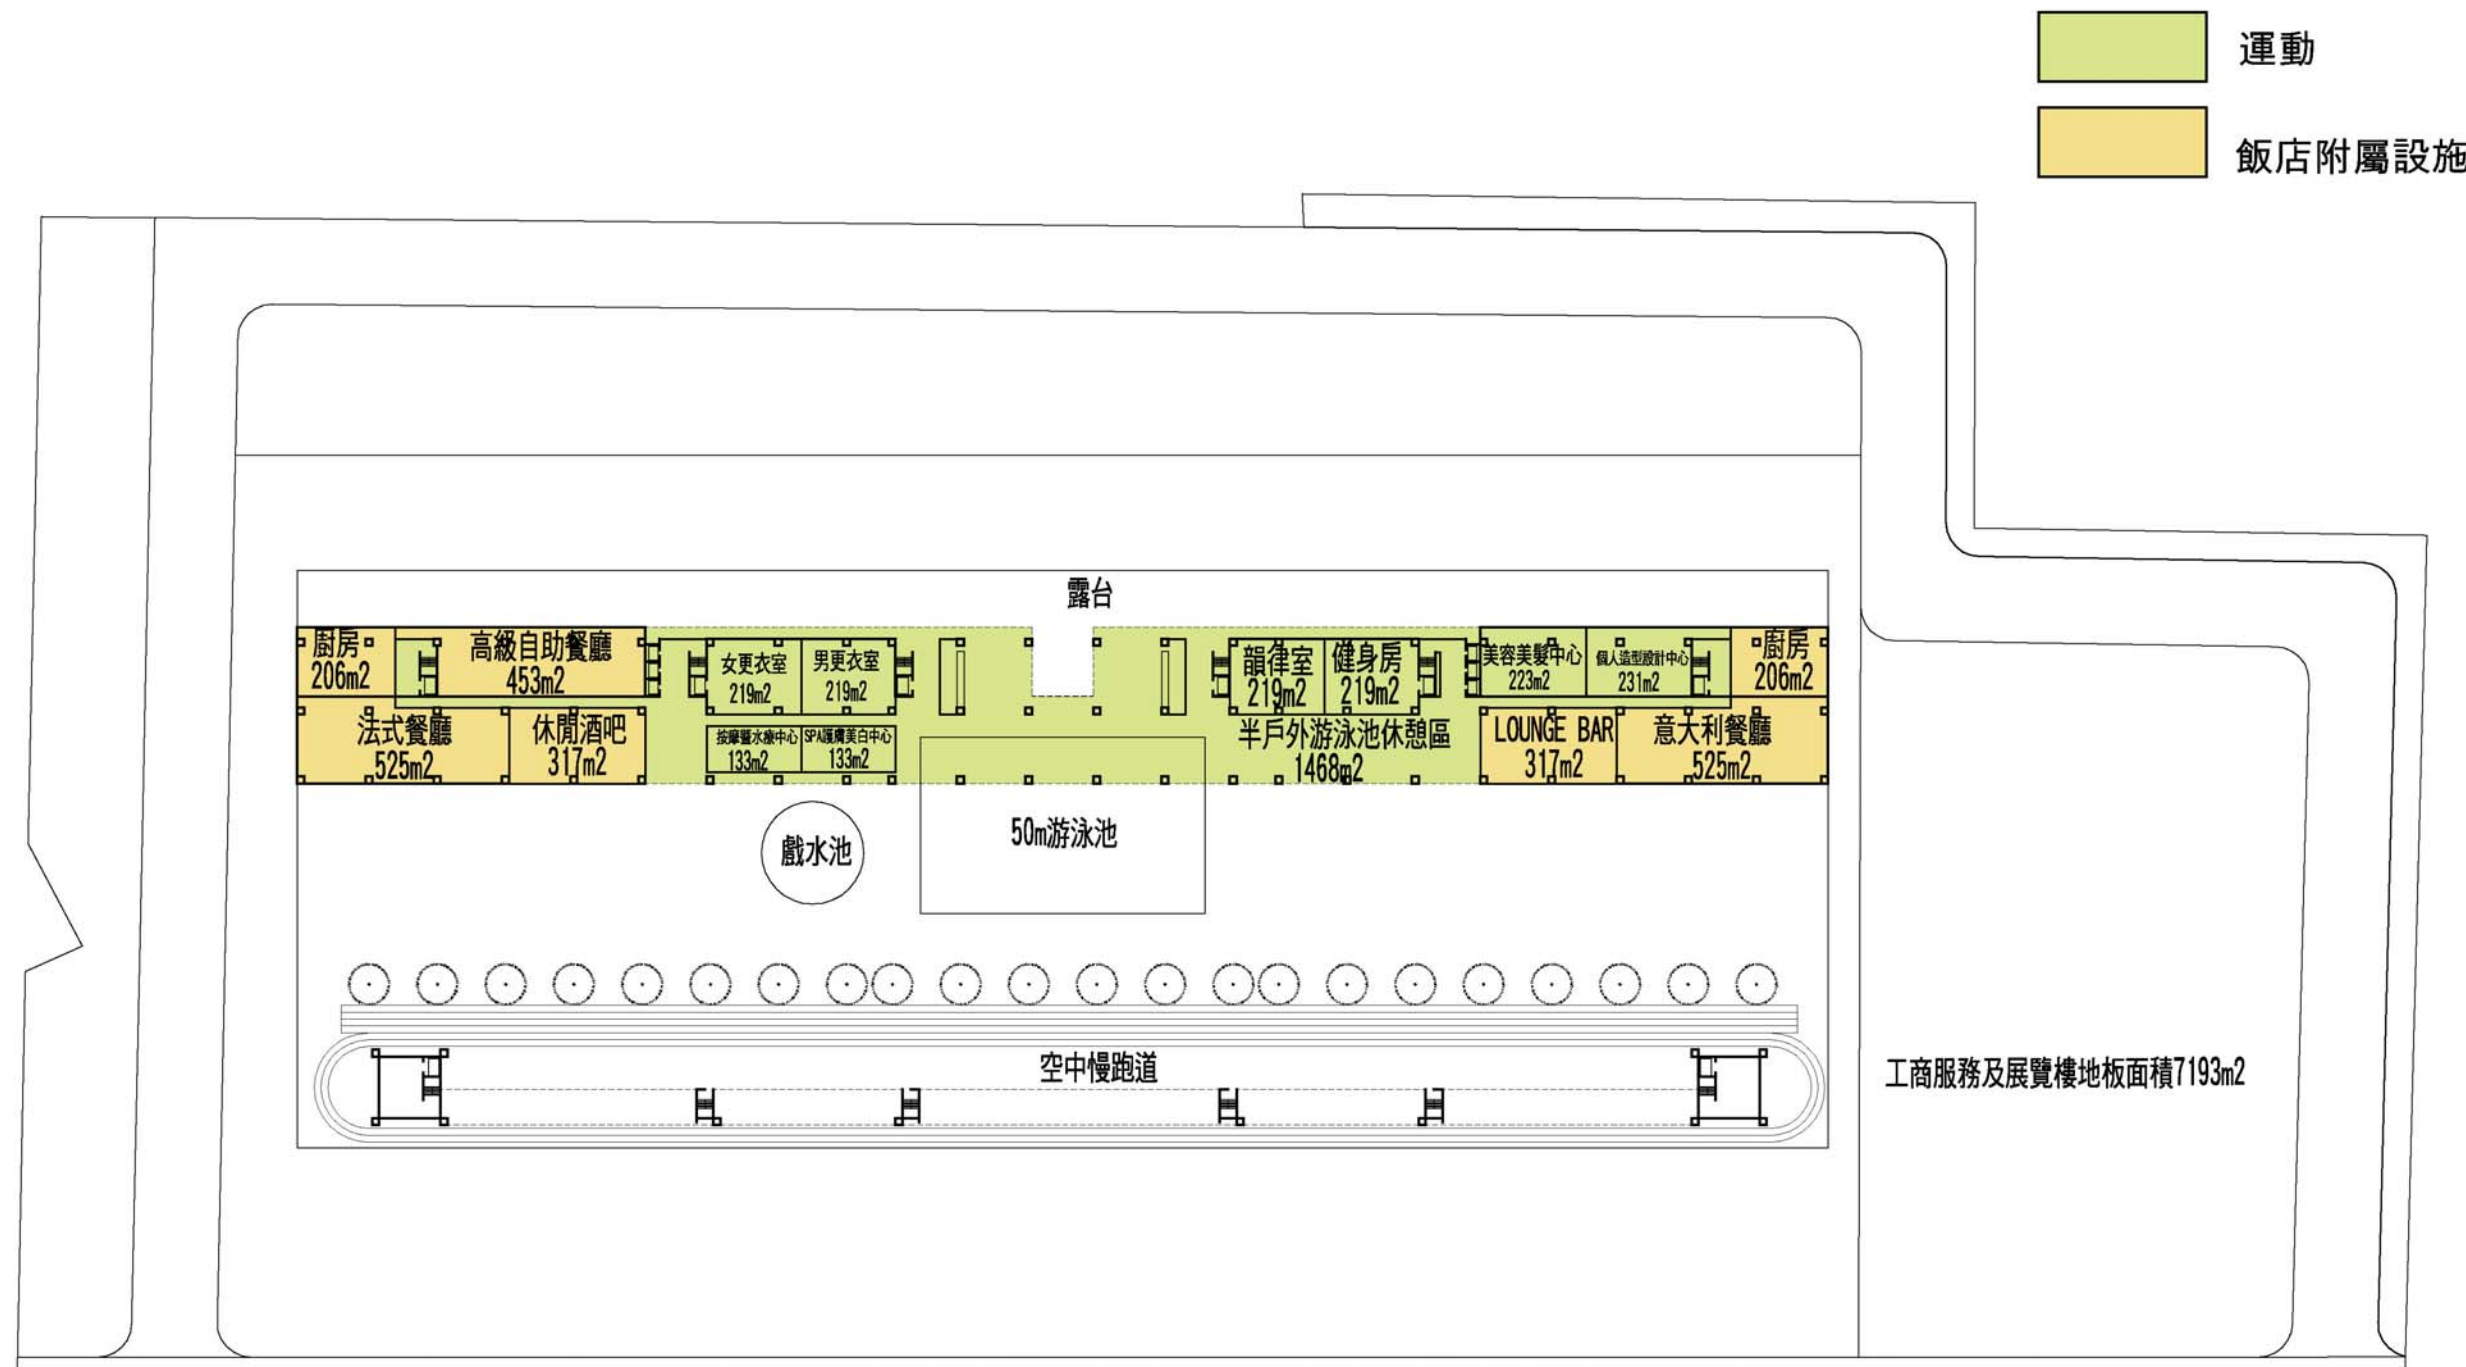 運動
飯店附屬設施
露台
廚房
206m2
高級自助餐廳
453m2
女更衣室
219m2
男更衣室
219m2
韻律室
219m2
健身房
219m2
美容美髮中心
223m2
個人造型設計中心
231m2
廚房
206m2
法式餐廳
525m2
休閒酒吧
317m2
按摩暨水療中心
133m2
SPA護膚美白中心
133m2
半戶外游泳池休憩區
1468m2
LOUNGE BAR
317m2
意大利餐廳
525m2
戲水池
50m游泳池
空中慢跑道
工商服務及展覽樓地板面積7193m2